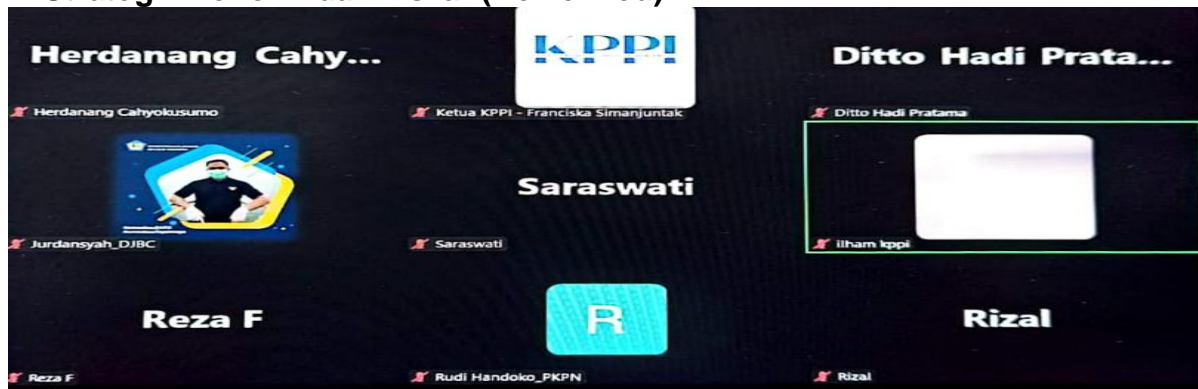 Herdanang Cahy...
KPPI
Ditto Hadi Prata...
Herdanang Cahyokusumo
Ketua KPPI - Franciska Simanjuntak
Ditto Hadi Pratama
Saraswati
Jurdansyah_DJBC
Saraswati
ilham kppi
Reza F
R
Rizal
Reza F
Rudi Handoko_PKPN
Rizal